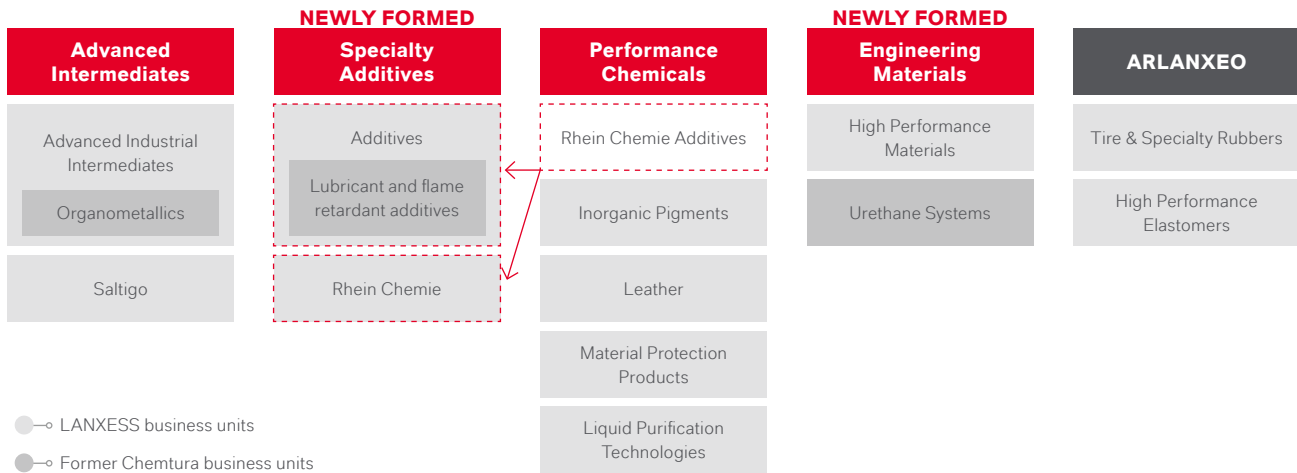 NEWLY FORMED
NEWLY FORMED
Advanced
Intermediates
Specialty
Additives
Performance
Chemicals
Engineering
Materials
ARLANXEO
Advanced Industrial
Intermediates
Organometallics
Saltigo
Additives
Lubricant and flame
retardant additives
Rhein Chemie
Rhein Chemie Additives
Inorganic Pigments
Leather
Material Protection
Products
Liquid Purification
Technologies
High Performance
Materials
Urethane Systems
Tire & Specialty Rubbers
High Performance
Elastomers
LANXESS business units
Former Chemtura business units